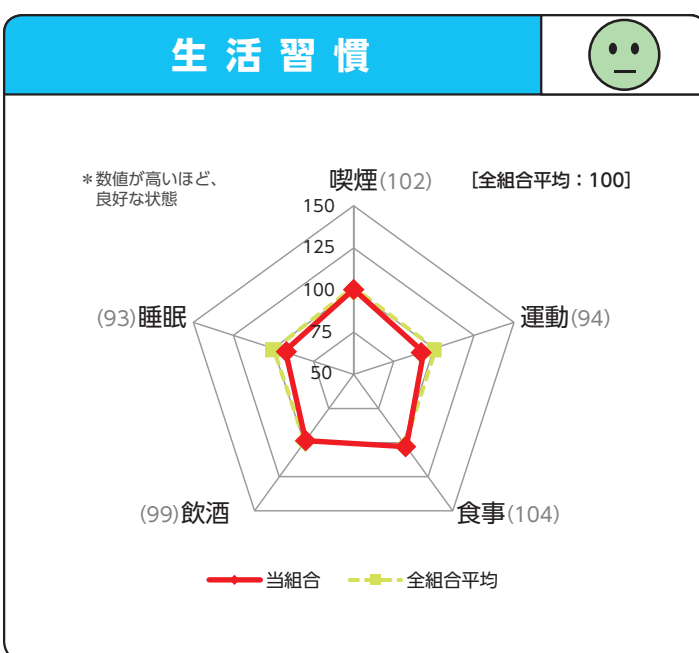 生活習慣
＊数値が高いほど、
良好な状態
喫煙(102)
[全組合平均：100]
150
125
100
75
50
(93)睡眠
運動(94)
(99)飲酒
食事(104)
当組合
全組合平均